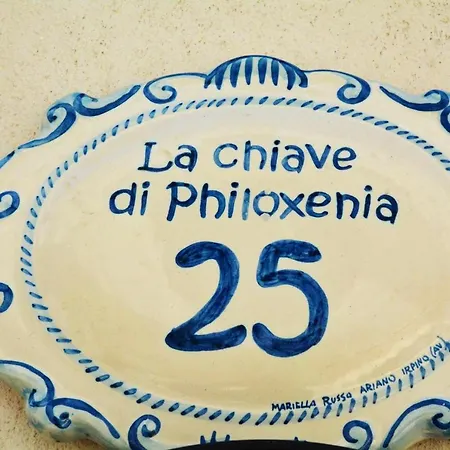 La chiave
di Philoxenia
25
MARIELLA RUSSO ARIANO IRPINO (AV)